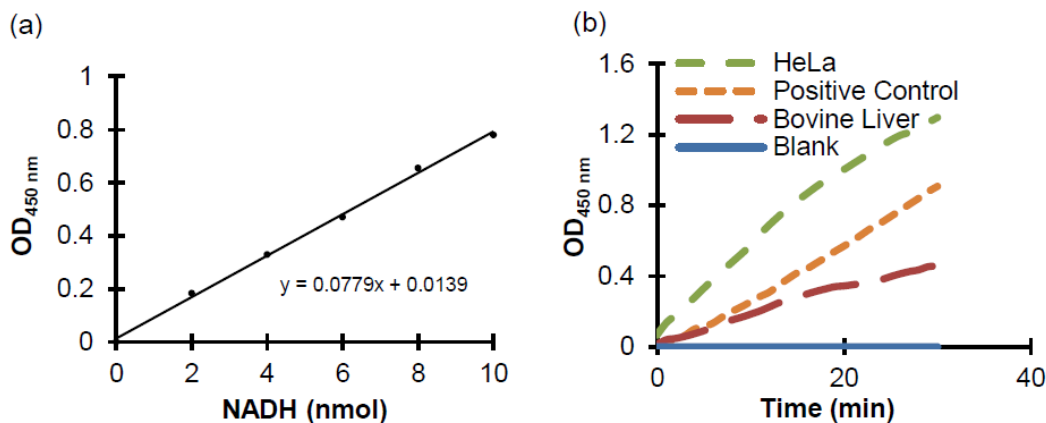 (a)
1
0.8
0.6
0.4
0.2
0
OD450 nm
y = 0.0779x + 0.0139
0 2 4 6 8 10
NADH (nmol)
(b)
1.6
1.2
0.8
0.4
0
OD450 nm
HeLa
Positive Control
Bovine Liver
Blank
0 20 40
Time (min)